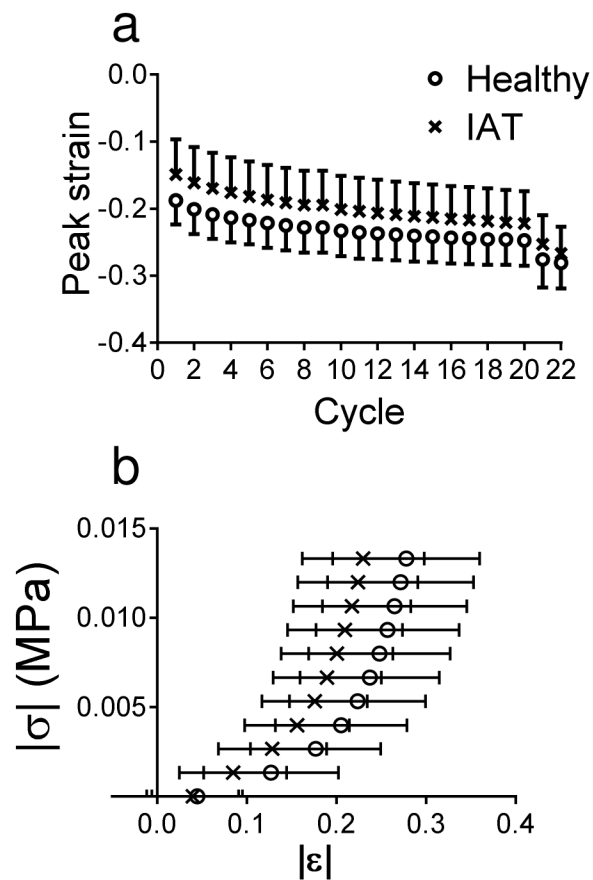 a
Healthy
IAT
Peak strain
0.0
-0.1
-0.2
-0.3
-0.4
0 2 4 6 8 10 12 14 16 18 20 22
Cycle
b
|σ| (MPa)
0.015
0.010
0.005
0.0 0.1 0.2 0.3 0.4
|ε|